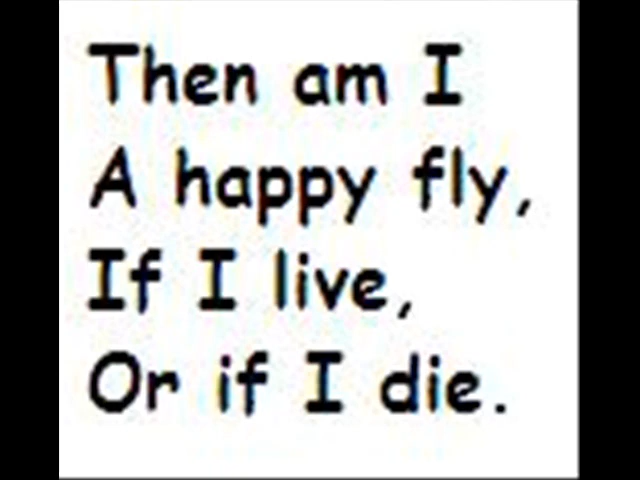 Then am I
A happy fly,
If I live,
Or if I die.